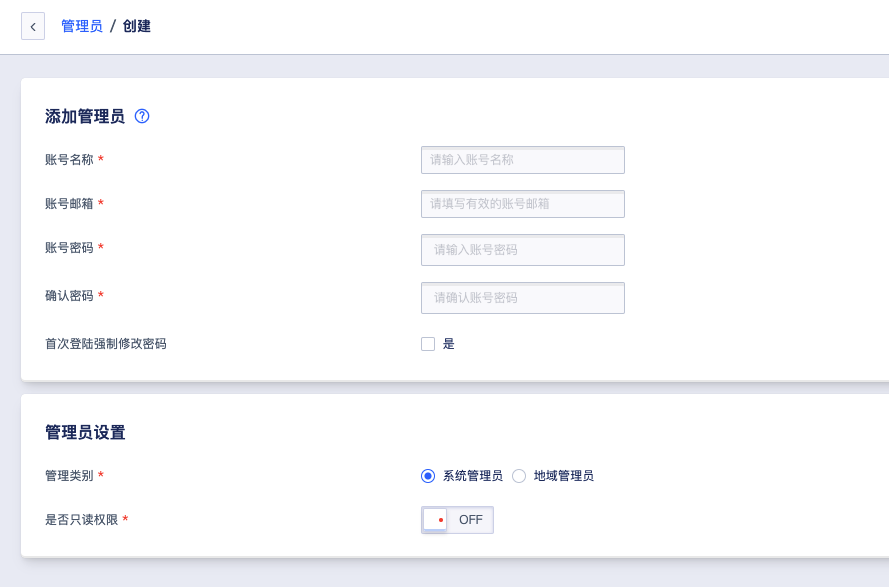 管理员 / 创建
添加管理员
账号名称 * 请输入账号名称
账号邮箱 * 请填写有效的账号邮箱
账号密码 * 请输入账号密码
确认密码 * 请确认账号密码
首次登陆强制修改密码 是
管理员设置
管理类别 * 系统管理员 地域管理员
是否只读权限 * OFF